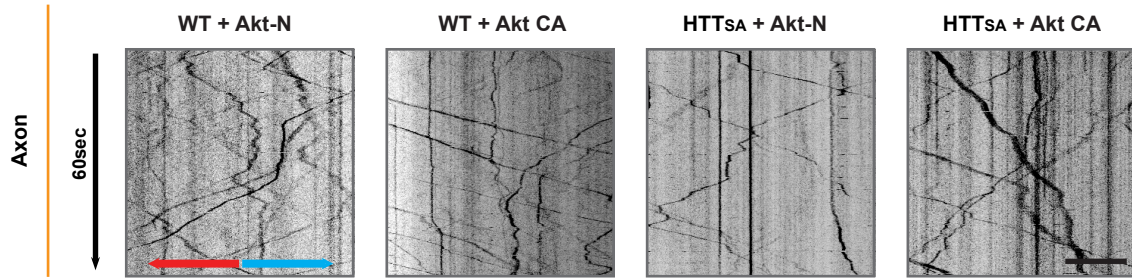 WT + Akt-N
WT + Akt CA
HTTSA + Akt-N
HTTSA + Akt CA
Axon
60sec